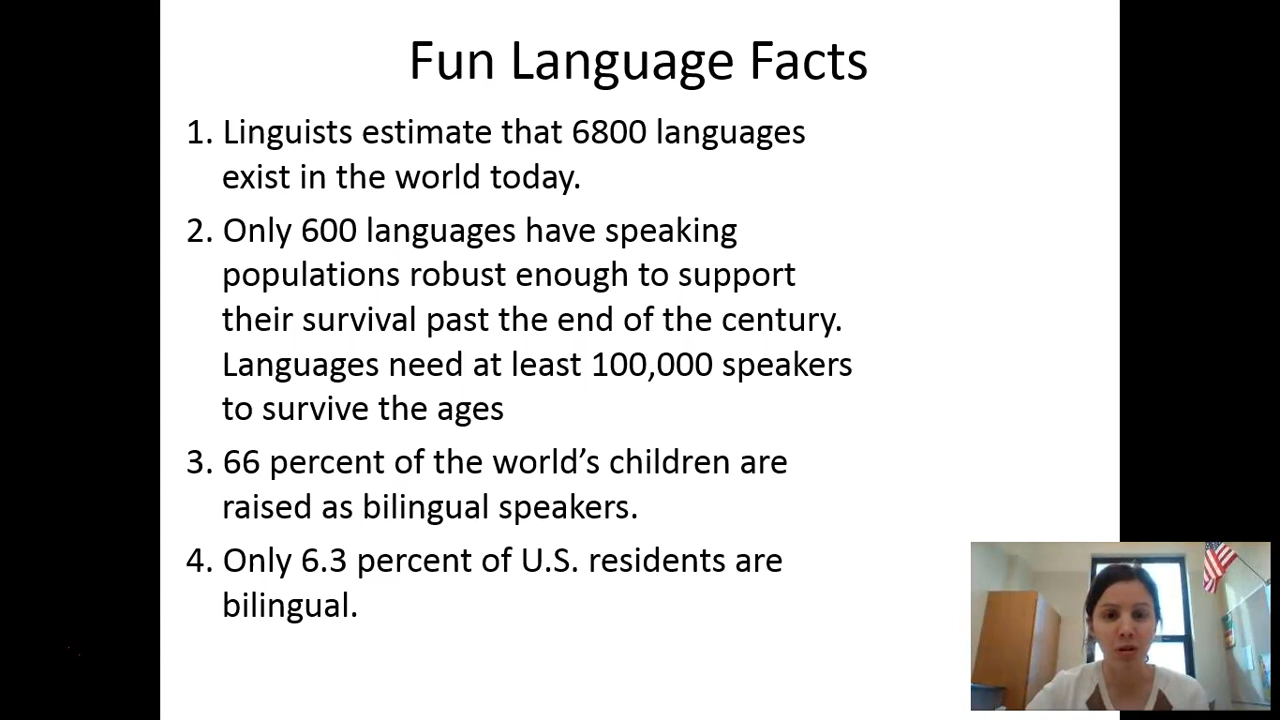 Fun Language Facts
1. Linguists estimate that 6800 languages
exist in the world today.
2. Only 600 languages have speaking
populations robust enough to support
their survival past the end of the century.
Languages need at least 100,000 speakers
to survive the ages
3. 66 percent of the world’s children are
raised as bilingual speakers.
4. Only 6.3 percent of U.S. residents are
bilingual.